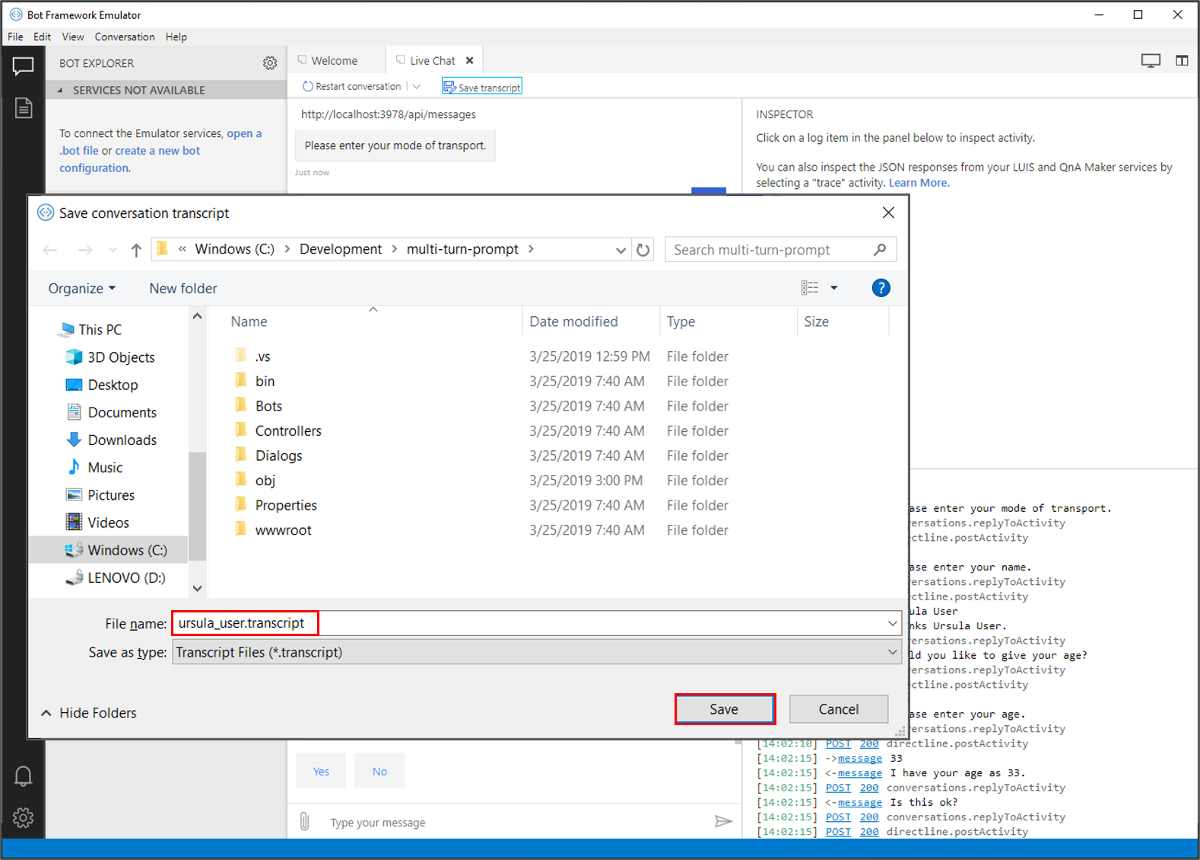 Bot Framework Emulator
File Edit View Conversation Help
BOT EXPLORER
SERVICES NOT AVAILABLE
To connect the Emulator services, open a
.bot file or create a new bot
configuration.
Welcome
Live Chat
Restart conversation
Save transcript
http://localhost:3978/api/messages
Please enter your mode of transport.
Just now
INSPECTOR
Click on a log item in the panel below to inspect activity.
You can also inspect the JSON responses from your LUIS and QnA Maker services by
selecting a "trace" activity. Learn More.
Save conversation transcript
« Windows (C:) > Development > multi-turn-prompt >
Search multi-turn-prompt
Organize
New folder
?
This PC
3D Objects
Desktop
Documents
Downloads
Music
Pictures
Videos
Windows (C:)
LENOVO (D:)
Name Date modified Type Size
.vs 3/25/2019 12:59 PM File folder
bin 3/25/2019 7:40 AM File folder
Bots 3/25/2019 7:40 AM File folder
Controllers 3/25/2019 7:40 AM File folder
Dialogs 3/25/2019 7:40 AM File folder
obj 3/25/2019 3:00 PM File folder
Properties 3/25/2019 7:40 AM File folder
wwwroot 3/25/2019 7:40 AM File folder
File name: ursula_user.transcript
Save as type: Transcript Files (*.transcript)
Hide Folders
Save
Cancel
ase enter your mode of transport.
versations.replyToActivity
ectline.postActivity
ase enter your name.
versations.replyToActivity
ectline.postActivity
ula User
nks Ursula User.
versations.replyToActivity
ld you like to give your age?
versations.replyToActivity
ectline.postActivity
ase enter your age.
versations.replyToActivity
[14:02:10] POST 200 directline.postActivity
[14:02:15] ->message 33
[14:02:15] <-message I have your age as 33.
[14:02:15] POST 200 conversations.replyToActivity
[14:02:15] <-message Is this ok?
[14:02:15] POST 200 conversations.replyToActivity
[14:02:15] POST 200 directline.postActivity
Yes
No
Type your message